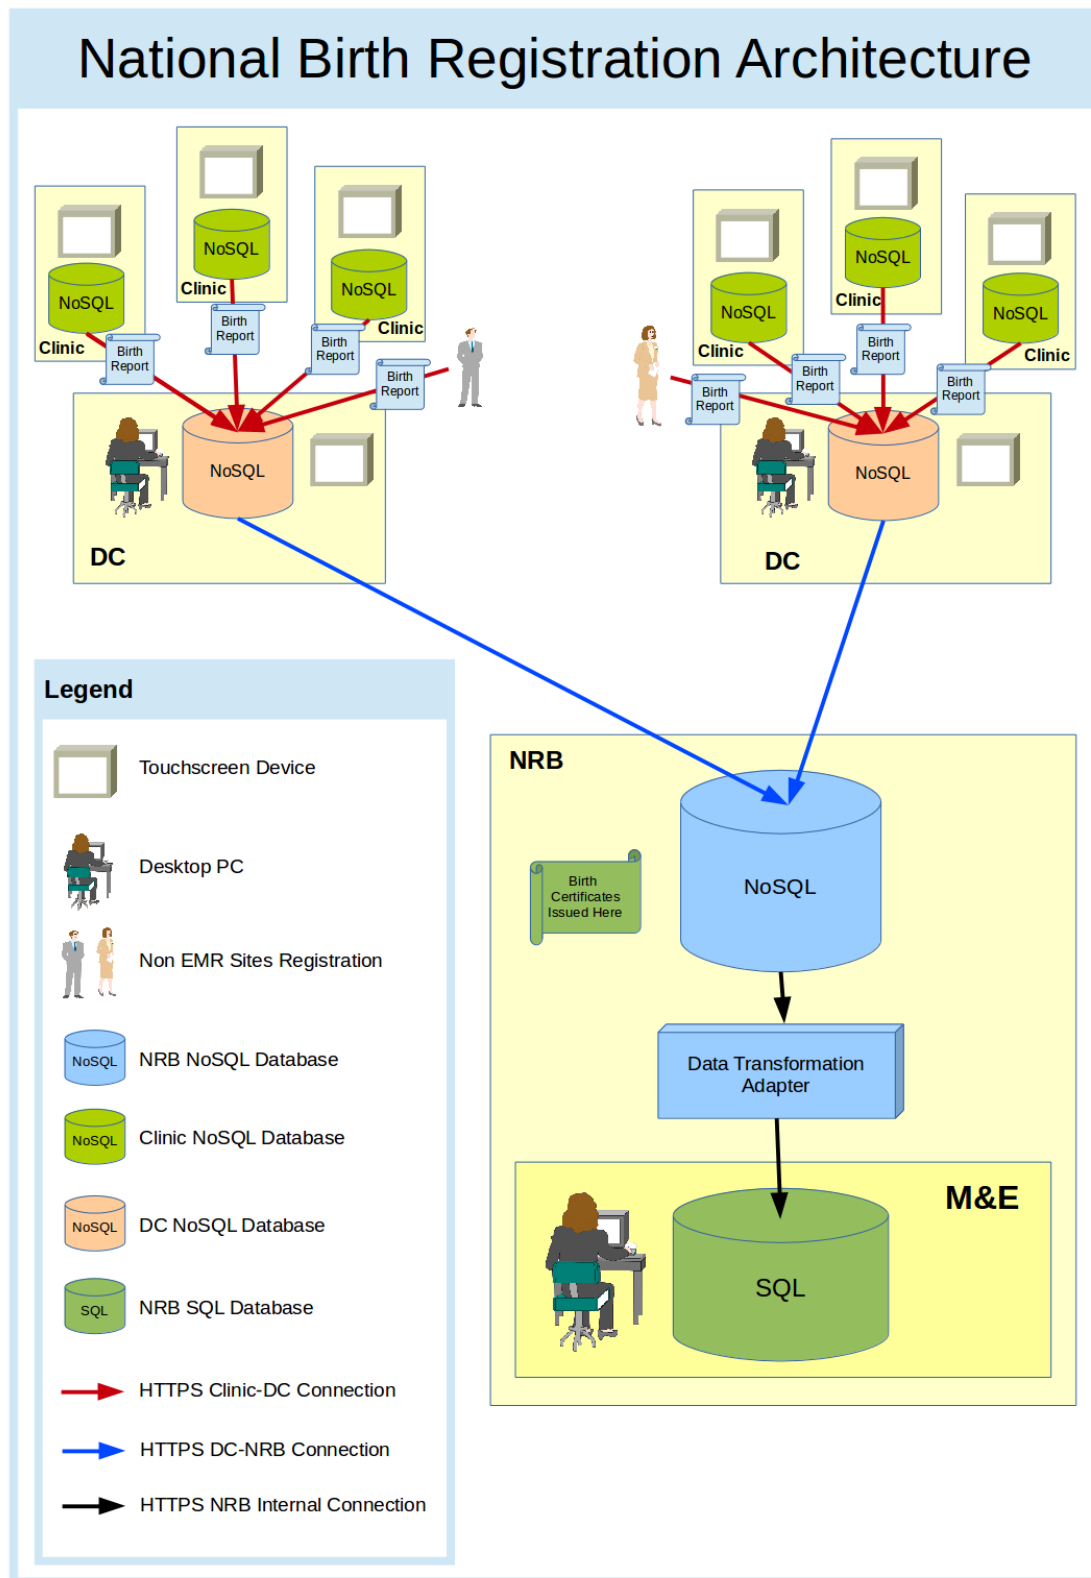 National Birth Registration Architecture
NoSQL
Clinic
NoSQL
Clinic
NoSQL
Clinic
Birth
Report
Birth
Report
Birth
Report
Birth
Report
NoSQL
DC
NoSQL
Clinic
NoSQL
Clinic
NoSQL
Clinic
Birth
Report
Birth
Report
Birth
Report
Birth
Report
NoSQL
DC
Legend
Touchscreen Device
Desktop PC
Non EMR Sites Registration
NoSQL
NRB NoSQL Database
NoSQL
Clinic NoSQL Database
NoSQL
DC NoSQL Database
SQL
NRB SQL Database
HTTPS Clinic-DC Connection
HTTPS DC-NRB Connection
HTTPS NRB Internal Connection
NRB
NoSQL
Birth
Certificates
Issued Here
Data Transformation
Adapter
M&E
SQL